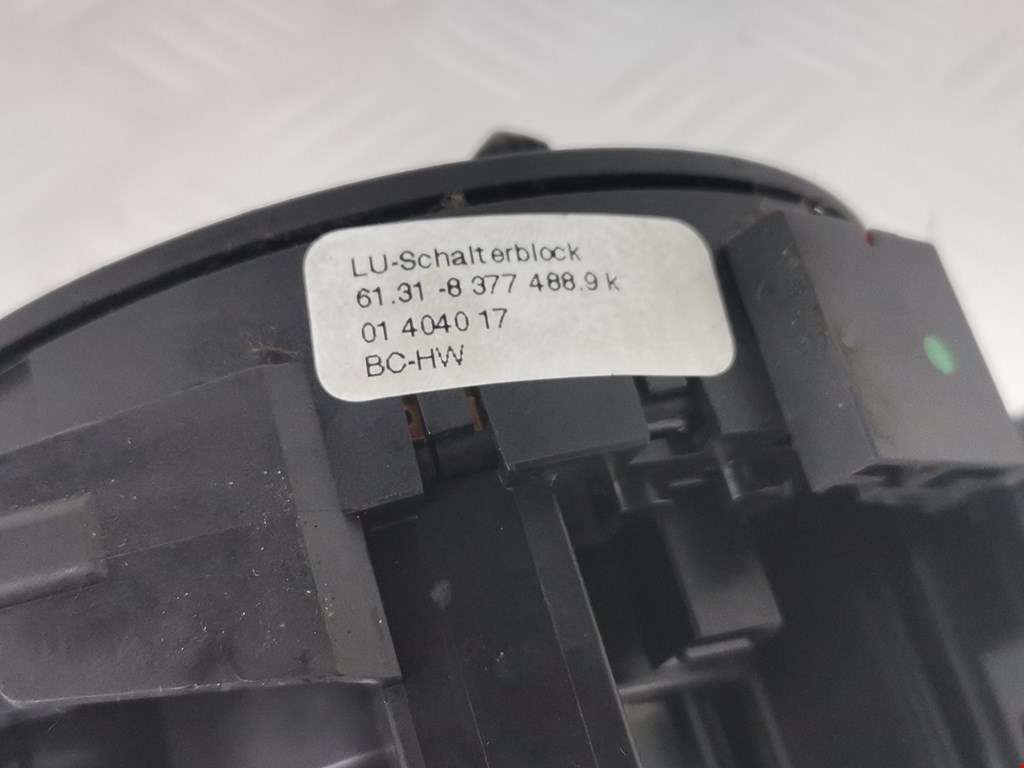 LU-Schalterblock
61.31 -8 377 488.9 k
01 4040 17
BC-HW